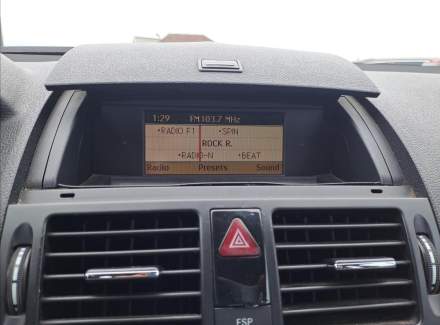 1:29 FM 103.7 MHz
•RADIO F1 •SPIN
ROCK R.
•RADIO-N •BEAT
Radio Presets Sound
ESP